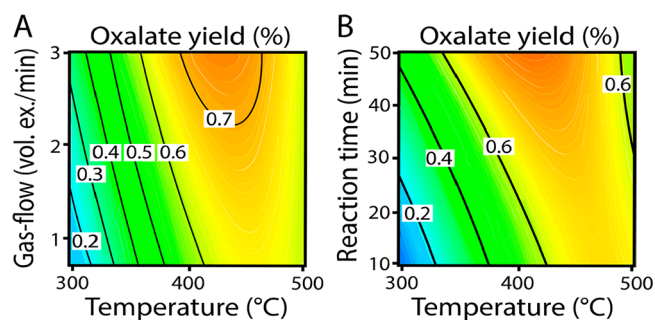 A
Oxalate yield (%)
Gas-flow (vol. ex./min)
3
2
1
0.7
0.4 0.5 0.6
0.3
0.2
300 400 500
Temperature (°C)
B
Oxalate yield (%)
Reaction time (min)
50
40
30
20
10
0.6
0.6
0.4
0.2
300 400 500
Temperature (°C)